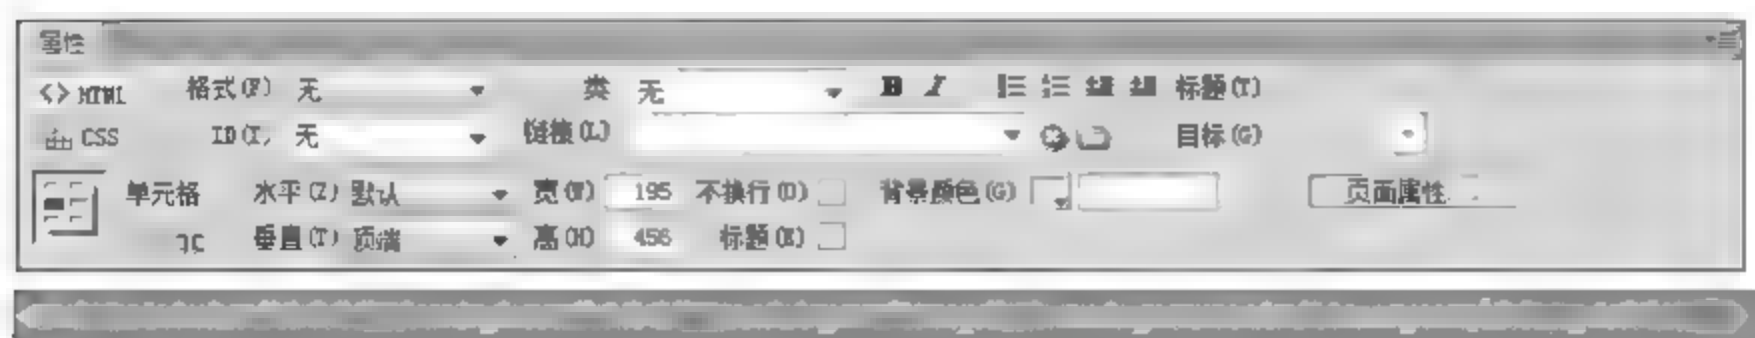 属性
<> HTML 格式(F) 无 类 无 B I 标题(T)
CSS ID(I) 无 链接(L) 目标(G)
单元格 水平(Z) 默认 宽(W) 195 不换行(O) 背景颜色(G) 页面属性...
垂直(T) 顶端 高(H) 456 标题(E)